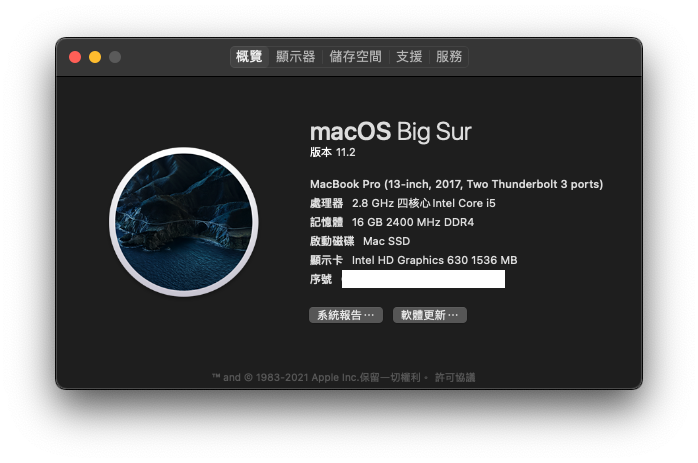 概覽 顯示器 儲存空間 支援 服務
macOS Big Sur
版本 11.2
MacBook Pro (13-inch, 2017, Two Thunderbolt 3 ports)
處理器 2.8 GHz 四核心Intel Core i5
記憶體 16 GB 2400 MHz DDR4
啟動磁碟 Mac SSD
顯示卡 Intel HD Graphics 630 1536 MB
序號
系統報告⋯ 軟體更新⋯
™ and © 1983-2021 Apple Inc.保留一切權利。 許可協議